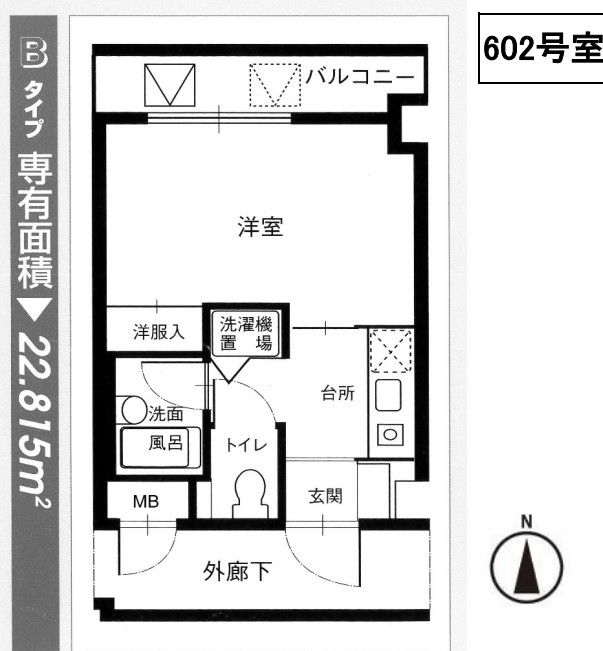 B タイプ 専有面積▼ 22.815m²
602号室
バルコニー
洋室
洋服入
洗濯機
置 場
台所
洗面
風呂
トイレ
玄関
MB
外廊下
N